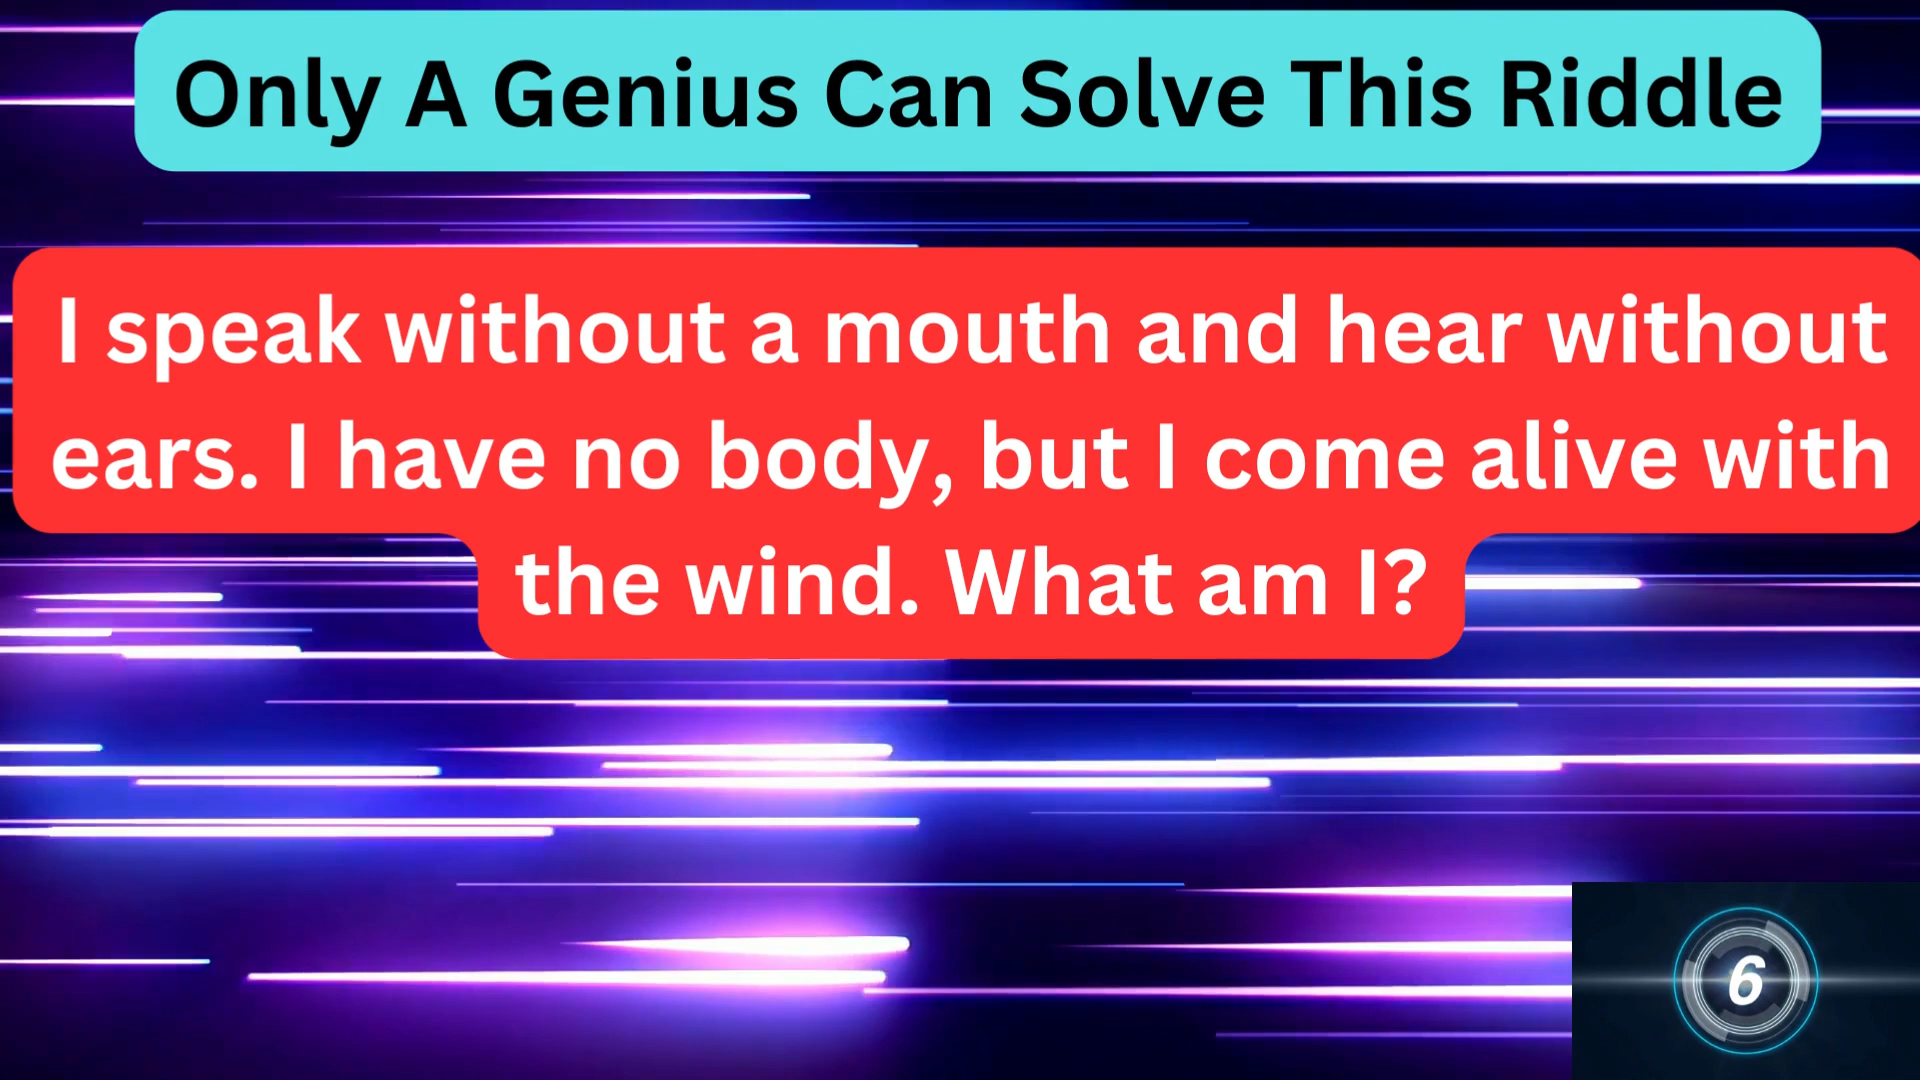 Only A Genius Can Solve This Riddle
I speak without a mouth and hear without
ears. I have no body, but I come alive with
the wind. What am I?
6